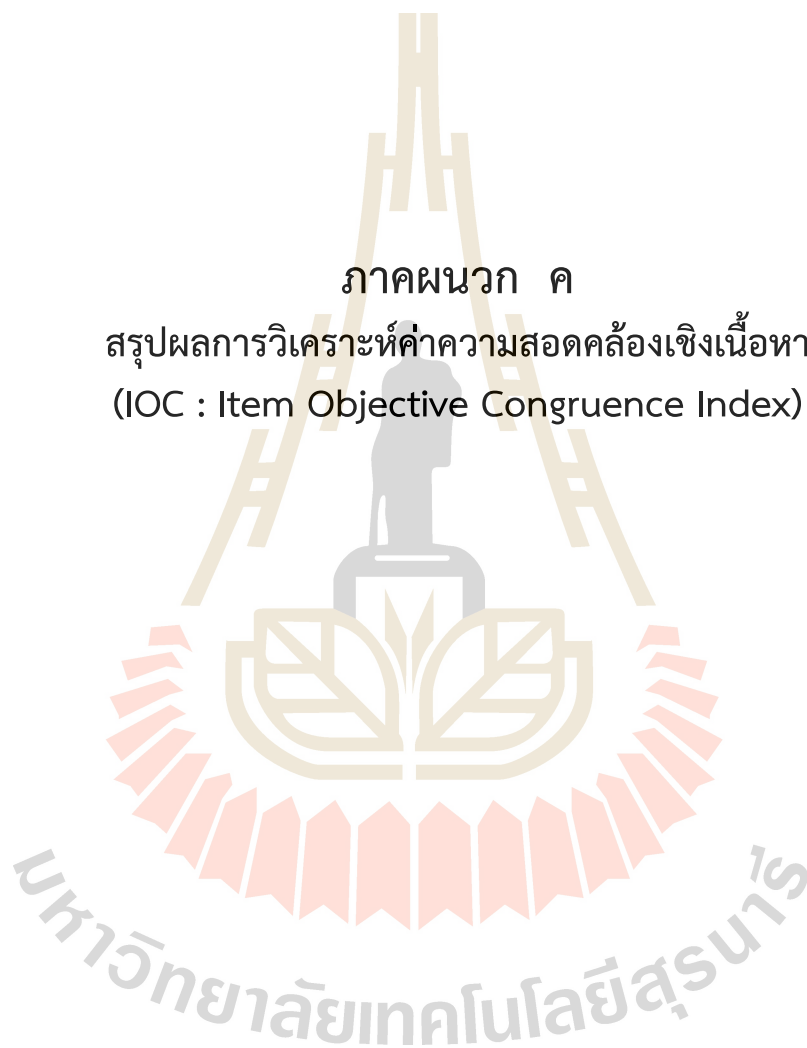 ภาคผนวก ค
สรุปผลการวิเคราะห์ค่าความสอดคล้องเชิงเนื้อหา
(IOC : Item Objective Congruence Index)
มหาวิทยาลัยเทคโนโลยีสุรนารี